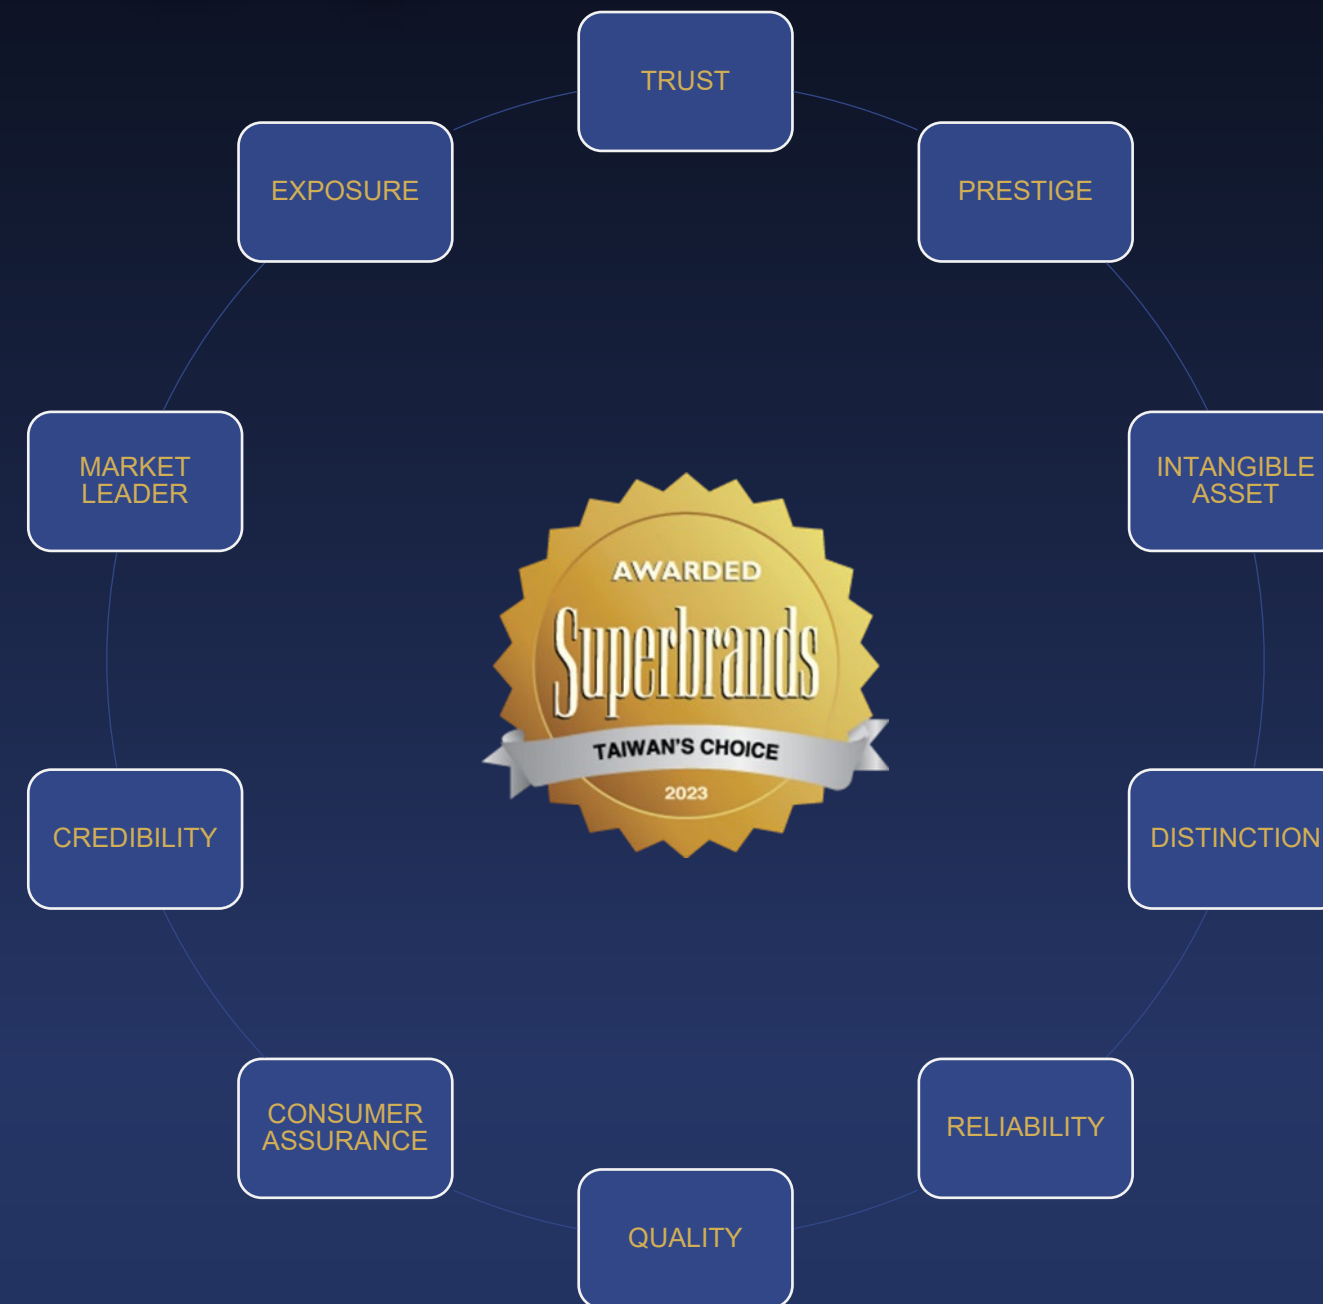 TRUST
EXPOSURE
PRESTIGE
MARKET
LEADER
INTANGIBLE
ASSET
AWARDED
Superbrands
TAIWAN'S CHOICE
2023
CREDIBILITY
DISTINCTION
CONSUMER
ASSURANCE
RELIABILITY
QUALITY